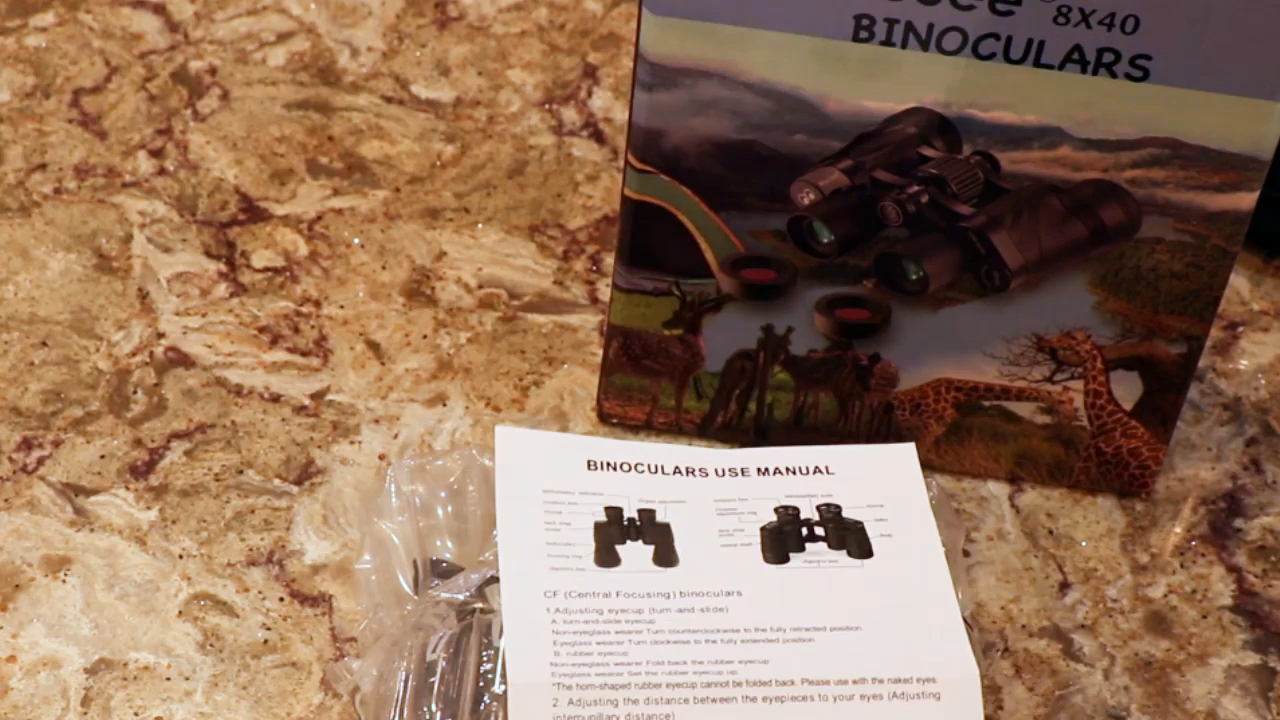 8X40
BINOCULARS
BINOCULARS USE MANUAL
CF (Central Focusing) binoculars
1.Adjusting eyecup (turn-and-slide)
A. turn-and-slide eyecup
Non-eyeglass wearer Turn counterclockwise to the fully retracted position.
Eyeglass wearer Turn clockwise to the fully extended position.
B. rubber eyecup
Non-eyeglass wearer Fold back the rubber eyecup
Eyeglass wearer Set the rubber eyecup up.
*The horn-shaped rubber eyecup cannot be folded back. Please use with the naked eyes.
2. Adjusting the distance between the eyepieces to your eyes (Adjusting
interpupillary distance)